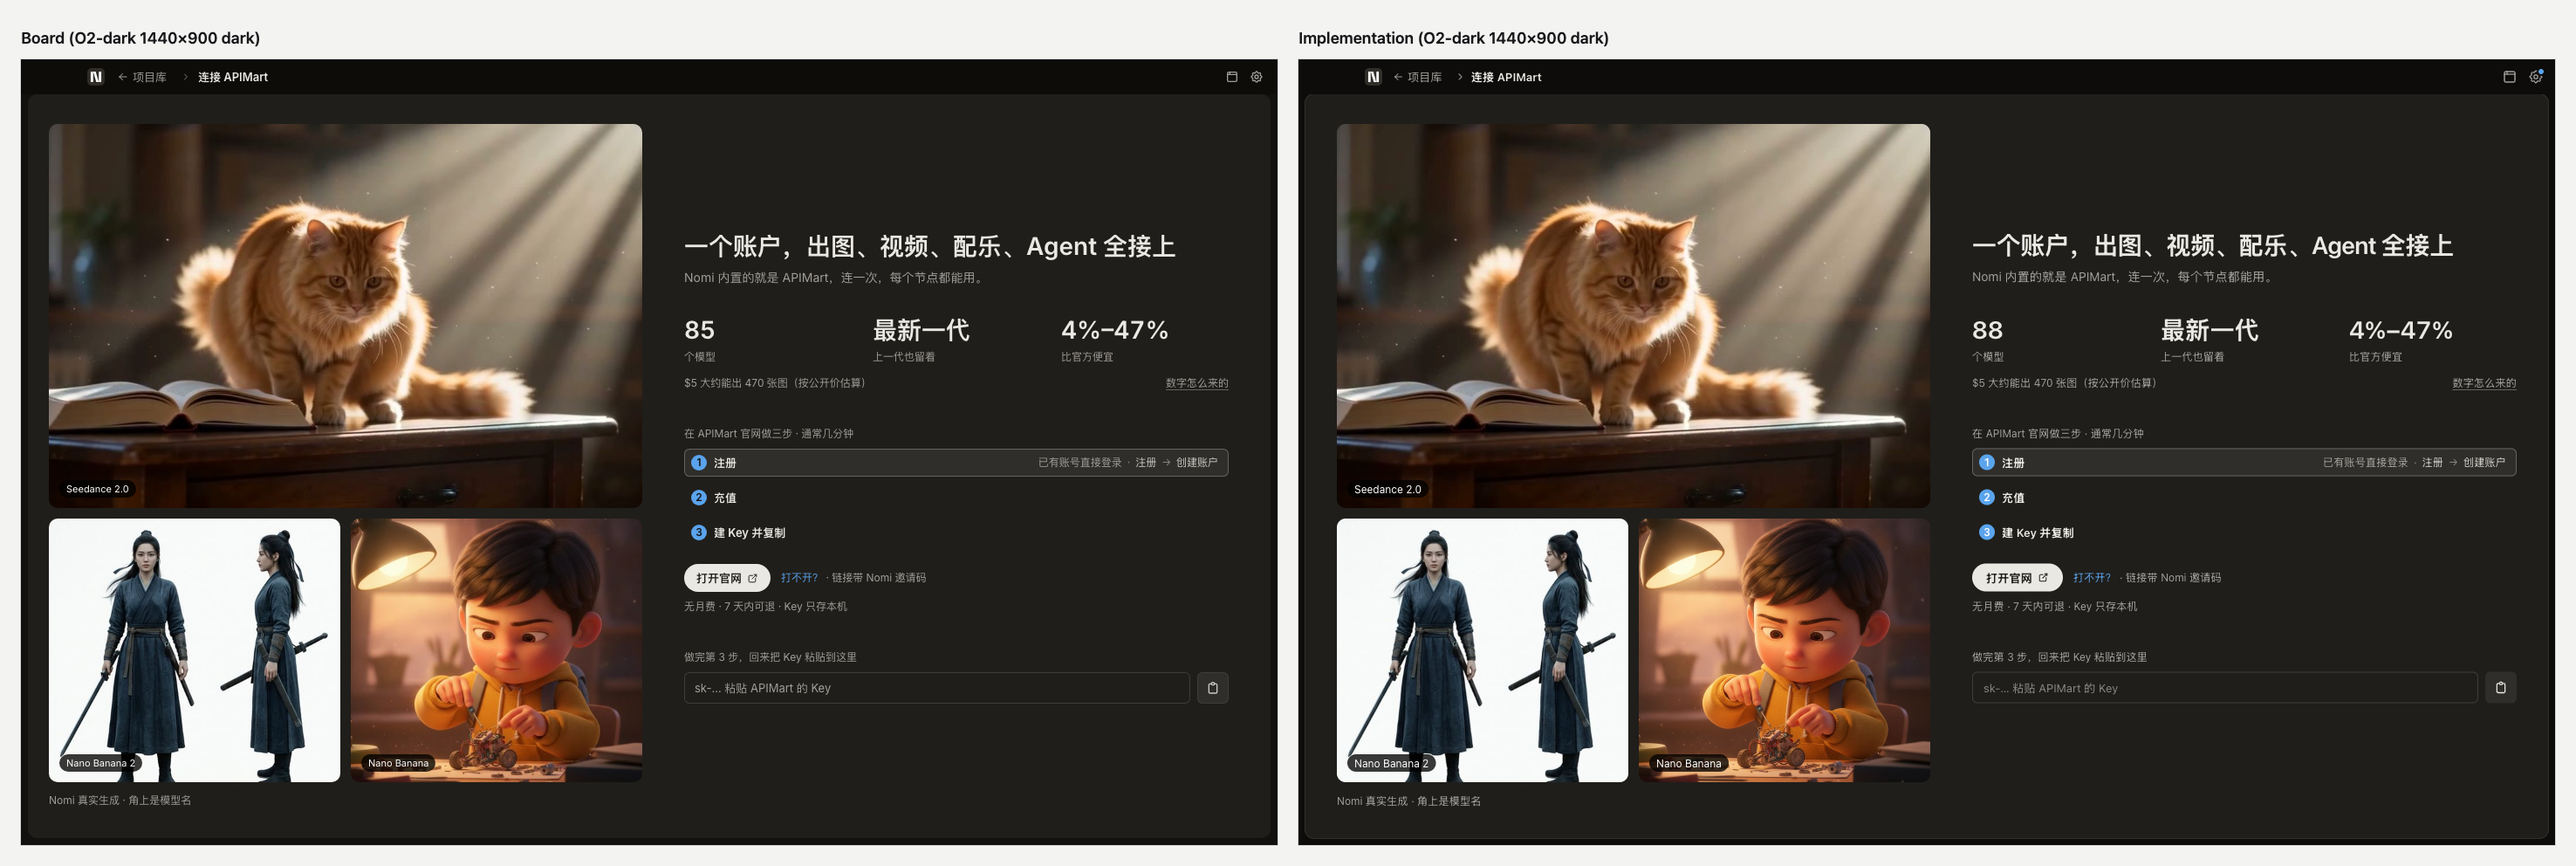 Board (O2-dark 1440×900 dark)
N ← 项目库 > 连接 APIMart
Seedance 2.0
Nano Banana 2
Nano Banana
Nomi 真实生成 · 角上是模型名
一个账户，出图、视频、配乐、Agent 全接上
Nomi 内置的就是 APIMart，连一次，每个节点都能用。
85 最新一代 4%–47%
个模型 上一代也留着 比官方便宜
$5 大约能出 470 张图（按公开价估算） 数字怎么来的
在 APIMart 官网做三步 · 通常几分钟
1 注册 已有账号直接登录 · 注册 → 创建账户
2 充值
3 建 Key 并复制
打开官网 打不开? · 链接带 Nomi 邀请码
无月费 · 7 天内可退 · Key 只存本机
做完第 3 步，回来把 Key 粘贴到这里
sk-... 粘贴 APIMart 的 Key
Implementation (O2-dark 1440×900 dark)
N ← 项目库 > 连接 APIMart
Seedance 2.0
Nano Banana 2
Nano Banana
Nomi 真实生成 · 角上是模型名
一个账户，出图、视频、配乐、Agent 全接上
Nomi 内置的就是 APIMart，连一次，每个节点都能用。
88 最新一代 4%–47%
个模型 上一代也留着 比官方便宜
$5 大约能出 470 张图（按公开价估算） 数字怎么来的
在 APIMart 官网做三步 · 通常几分钟
1 注册 已有账号直接登录 · 注册 → 创建账户
2 充值
3 建 Key 并复制
打开官网 打不开? · 链接带 Nomi 邀请码
无月费 · 7 天内可退 · Key 只存本机
做完第 3 步，回来把 Key 粘贴到这里
sk-... 粘贴 APIMart 的 Key